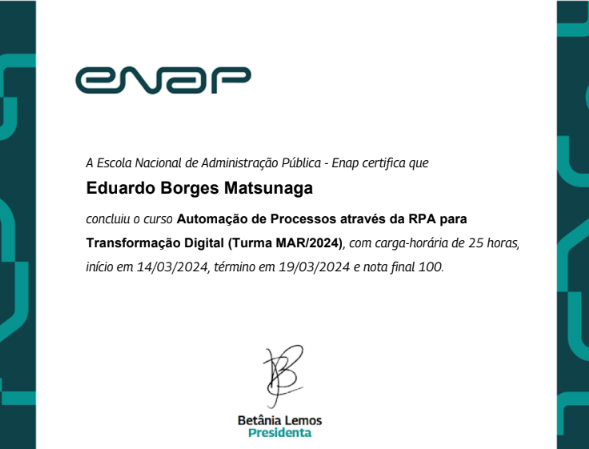 enap
A Escola Nacional de Administração Pública - Enap certifica que
Eduardo Borges Matsunaga
concluiu o curso Automação de Processos através da RPA para
Transformação Digital (Turma MAR/2024), com carga-horária de 25 horas,
início em 14/03/2024, término em 19/03/2024 e nota final 100.
Betânia Lemos
Presidenta